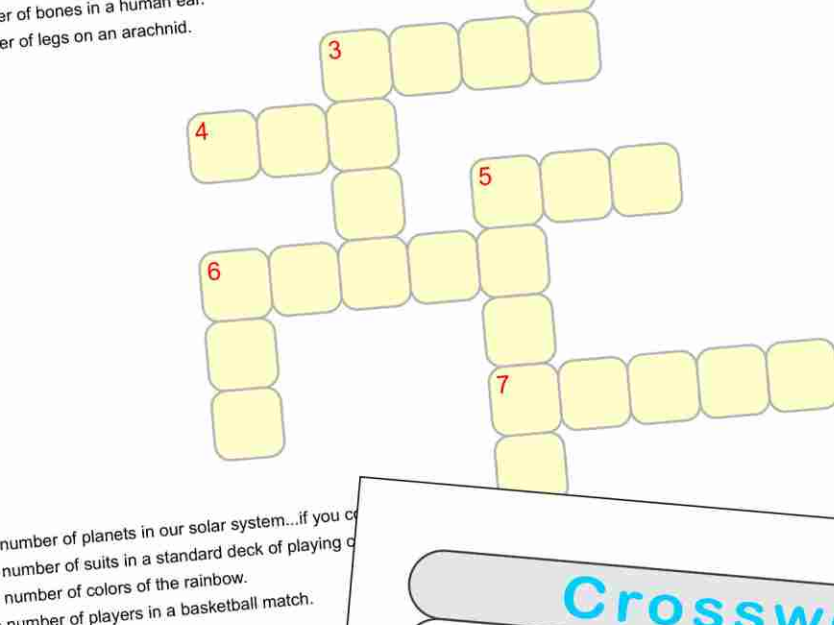 er of bones in a human ear.
er of legs on an arachnid.
3
4
5
6
7
number of planets in our solar system...if you
number of suits in a standard deck of playing
number of colors of the rainbow.
number of players in a basketball match.
Crossw